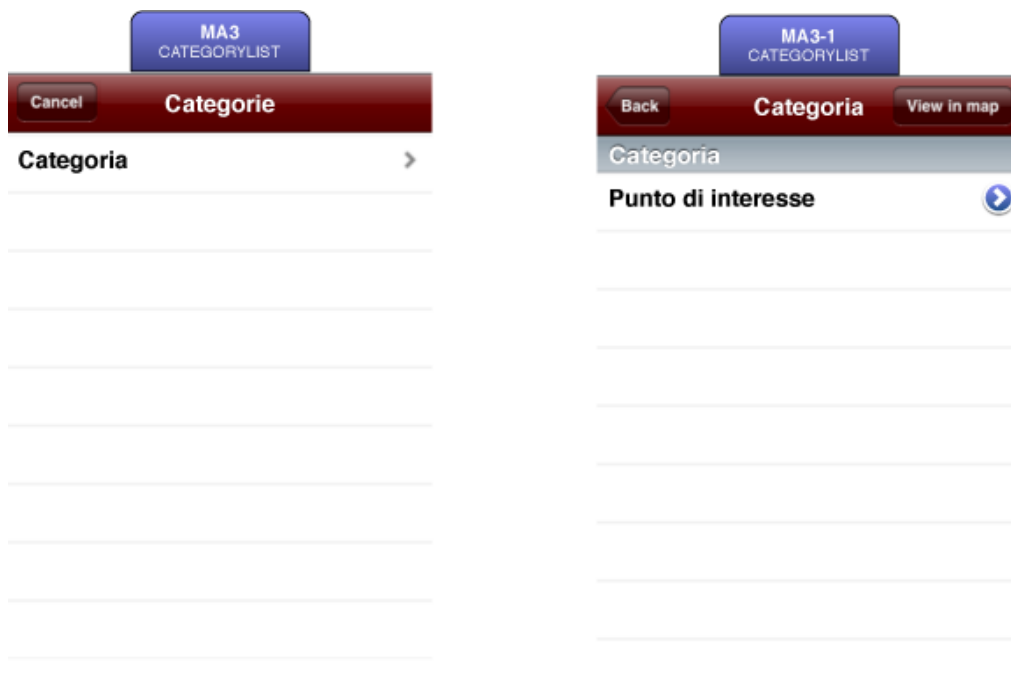 MA3
CATEGORYLIST
Cancel
Categorie
Categoria
MA3-1
CATEGORYLIST
Back
Categoria
View in map
Categoria
Punto di interesse